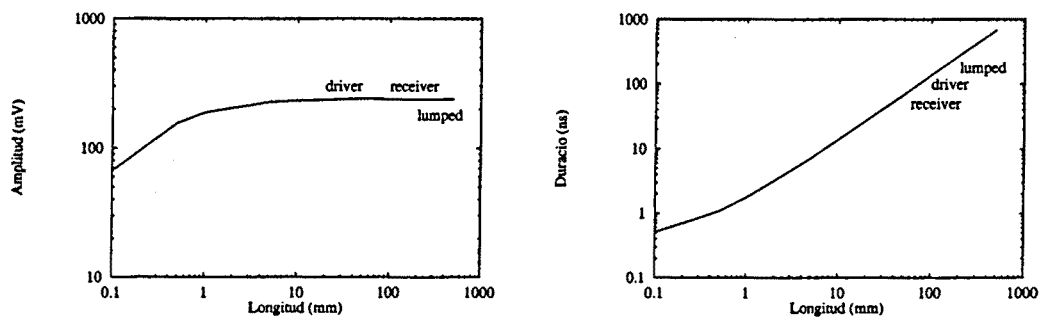 Amplitud (mV)
1000
100
10
driver receiver
lumped
0.1 1 10 100 1000
Longitud (mm)
Duracio (ns)
1000
100
10
1
0.1
lumped
driver
receiver
0.1 1 10 100 1000
Longitud (mm)